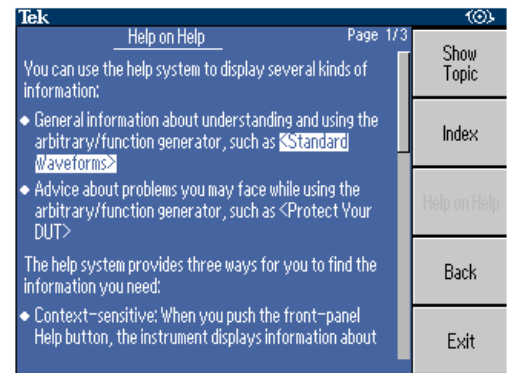 Tek
Help on Help
Page 1/3
You can use the help system to display several kinds of
information:
◆ General information about understanding and using the
arbitrary/function generator, such as <Standard
Waveforms>
◆ Advice about problems you may face while using the
arbitrary/function generator, such as <Protect Your
DUT>
The help system provides three ways for you to find the
information you need:
◆ Context-sensitive: When you push the front-panel
Help button, the instrument displays information about
Show
Topic
Index
Help on Help
Back
Exit